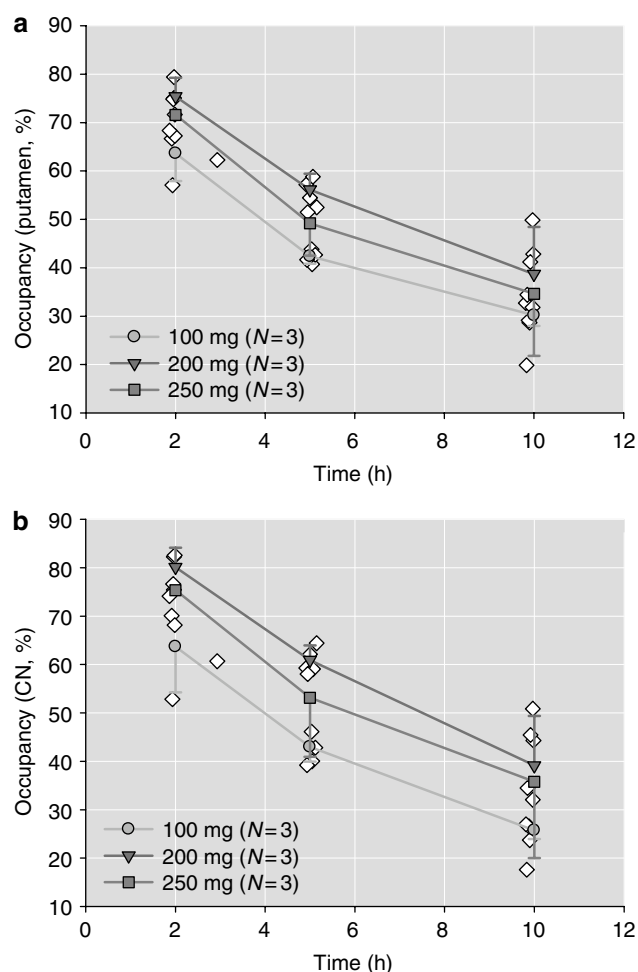 a
90
80
70
60
50
40
30
20
10
Occupancy (putamen, %)
100 mg (N=3)
200 mg (N=3)
250 mg (N=3)
0 2 4 6 8 10 12
Time (h)
b
90
80
70
60
50
40
30
20
10
Occupancy (CN, %)
100 mg (N=3)
200 mg (N=3)
250 mg (N=3)
0 2 4 6 8 10 12
Time (h)